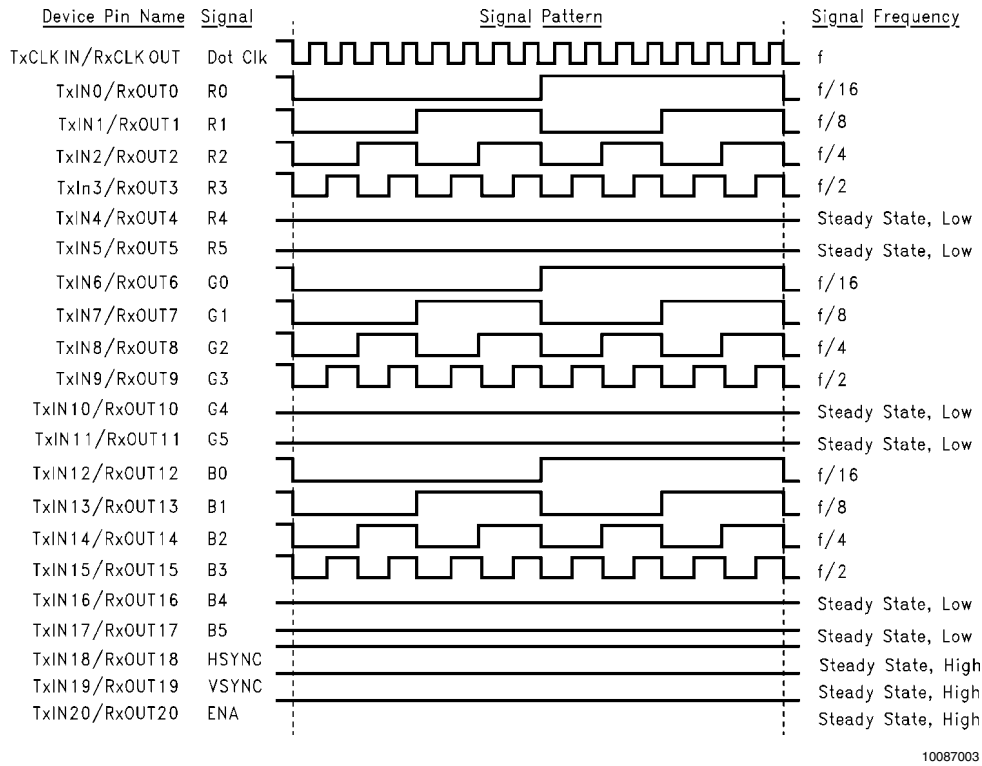 Device Pin Name Signal Signal Pattern Signal Frequency
TxCLK IN/RxCLK OUT Dot Clk f
TxIN0/RxOUT0 R0 f/16
TxIN1/RxOUT1 R1 f/8
TxIN2/RxOUT2 R2 f/4
TxIn3/RxOUT3 R3 f/2
TxIN4/RxOUT4 R4 Steady State, Low
TxIN5/RxOUT5 R5 Steady State, Low
TxIN6/RxOUT6 G0 f/16
TxIN7/RxOUT7 G1 f/8
TxIN8/RxOUT8 G2 f/4
TxIN9/RxOUT9 G3 f/2
TxIN10/RxOUT10 G4 Steady State, Low
TxIN11/RxOUT11 G5 Steady State, Low
TxIN12/RxOUT12 B0 f/16
TxIN13/RxOUT13 B1 f/8
TxIN14/RxOUT14 B2 f/4
TxIN15/RxOUT15 B3 f/2
TxIN16/RxOUT16 B4 Steady State, Low
TxIN17/RxOUT17 B5 Steady State, Low
TxIN18/RxOUT18 HSYNC Steady State, High
TxIN19/RxOUT19 VSYNC Steady State, High
TxIN20/RxOUT20 ENA Steady State, High
10087003